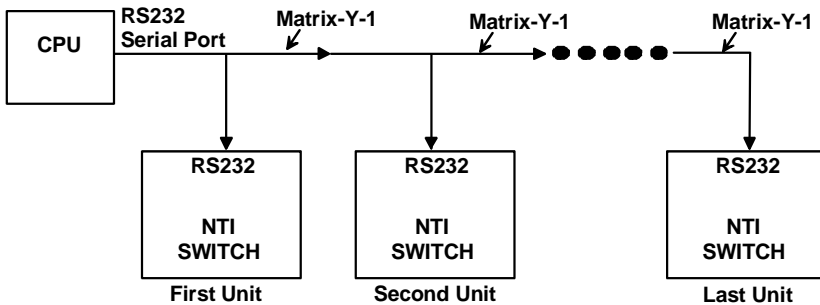 CPU
RS232
Serial Port
Matrix-Y-1
Matrix-Y-1
Matrix-Y-1
RS232
NTI
SWITCH
First Unit
RS232
NTI
SWITCH
Second Unit
RS232
NTI
SWITCH
Last Unit